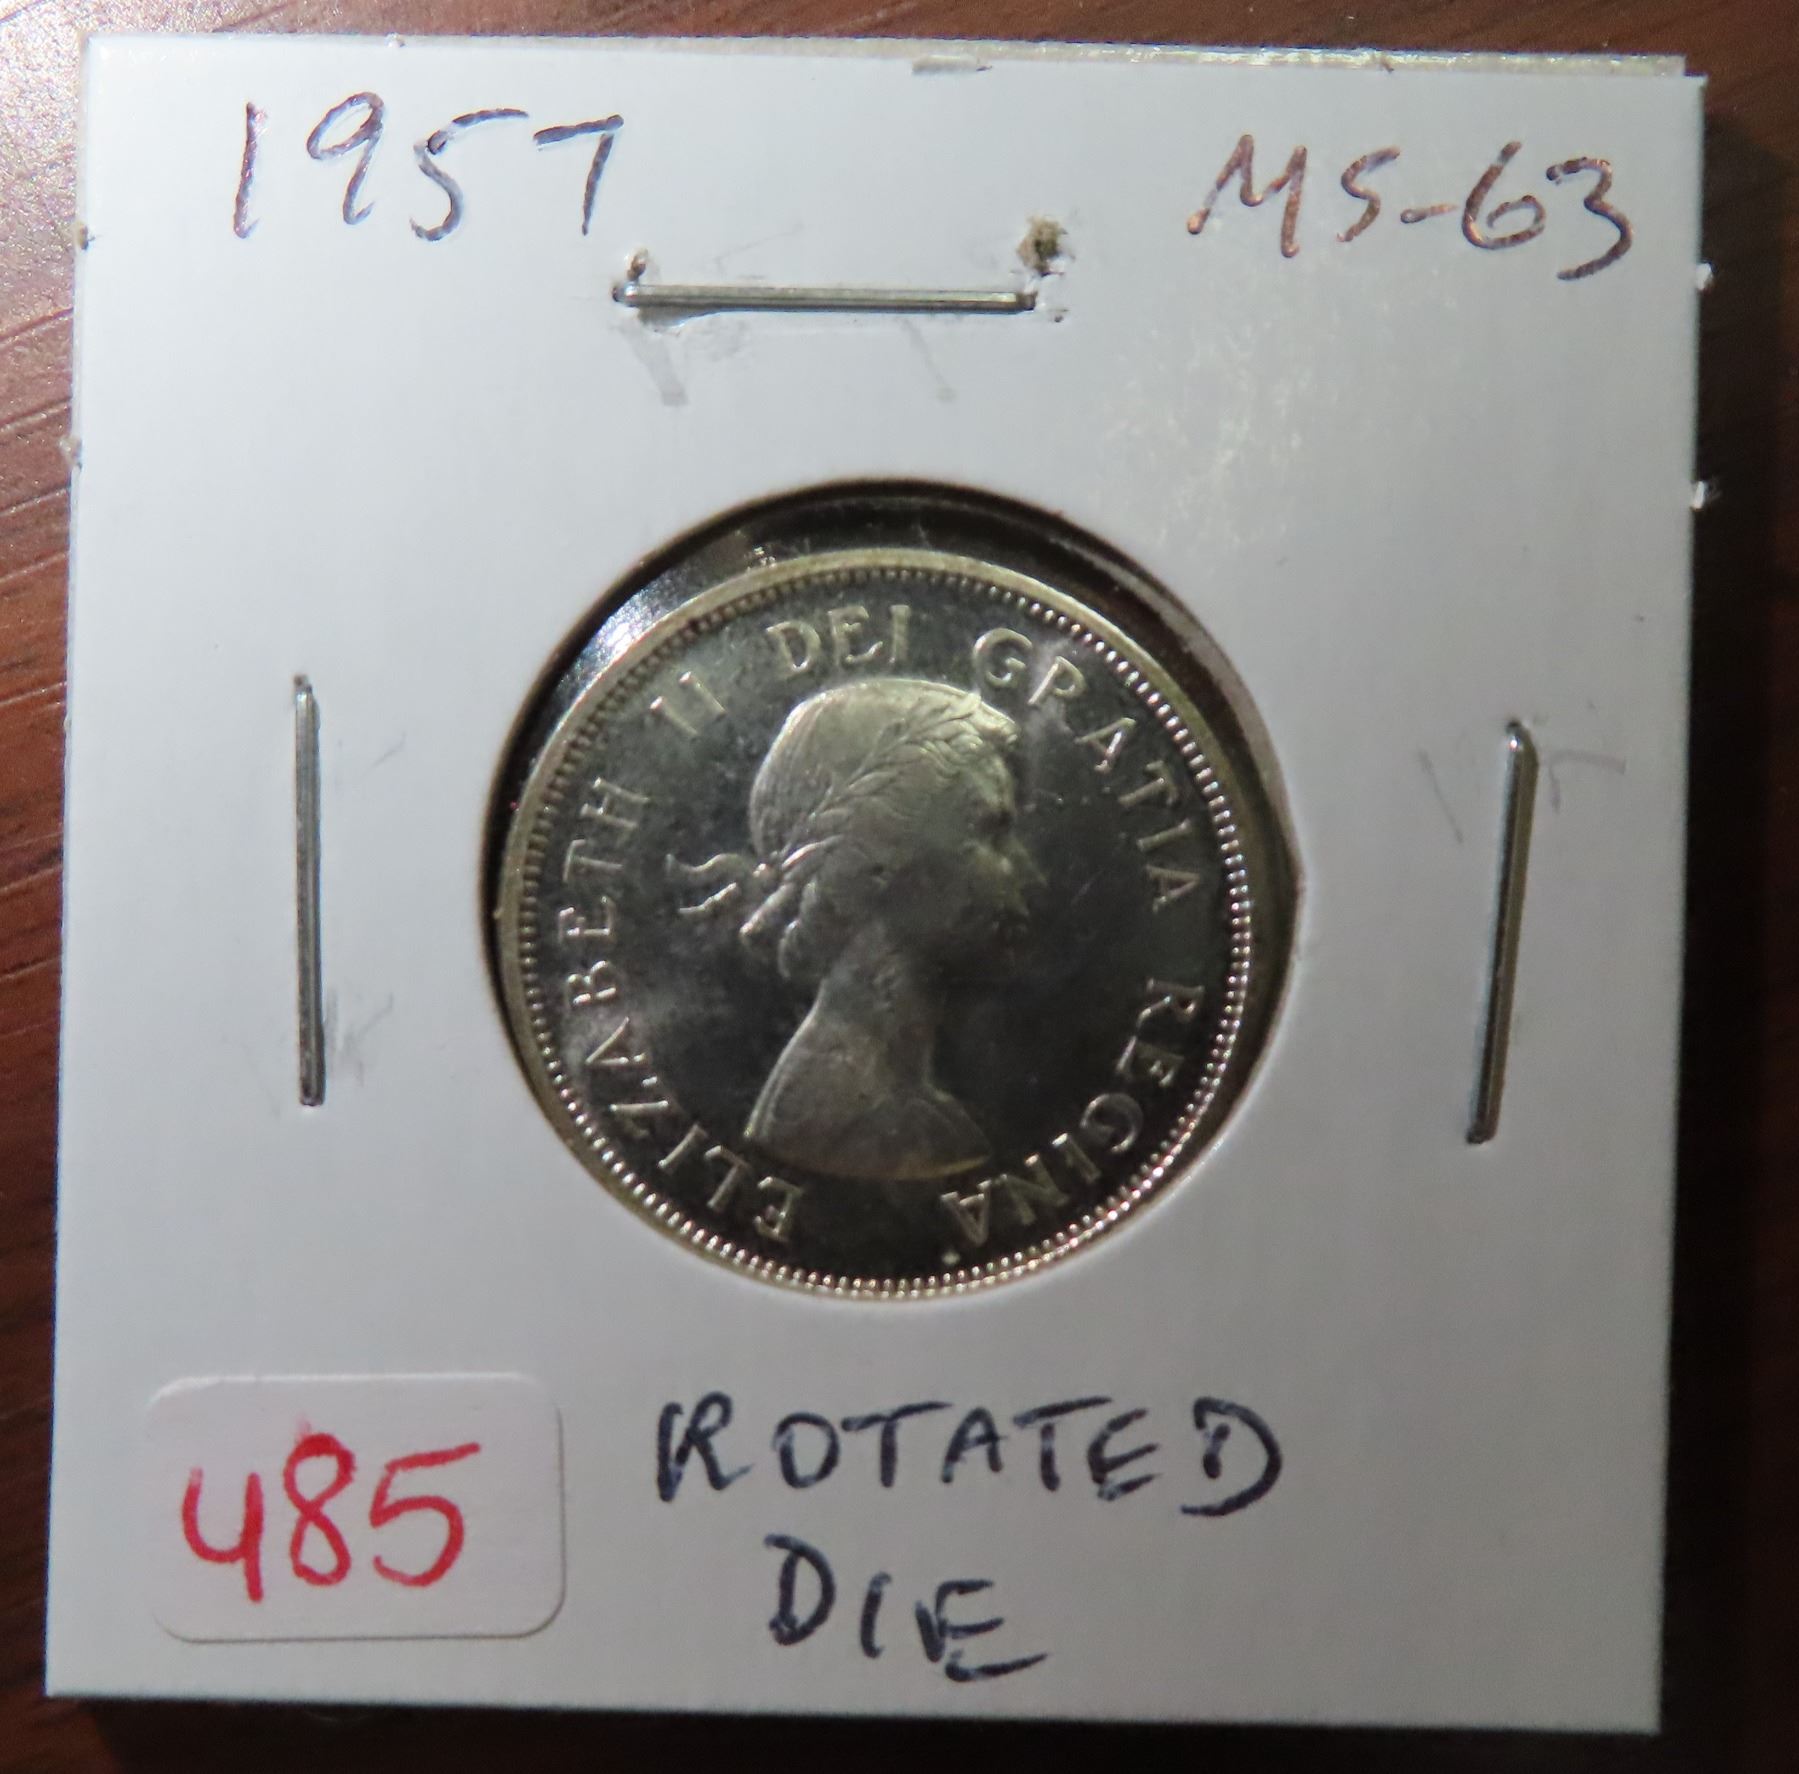 1957 MS-63
ELIZABETH II DEI GRATIA REGINA
485 ROTATED
DIE